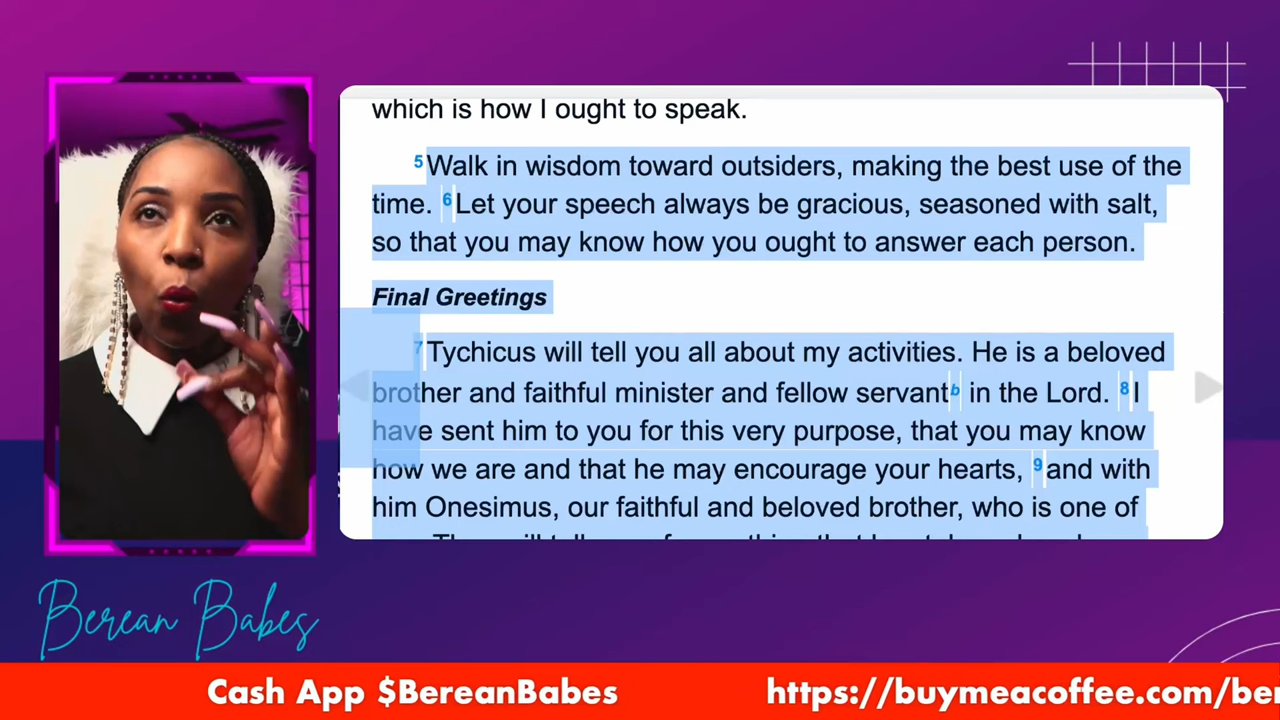 which is how I ought to speak.
5 Walk in wisdom toward outsiders, making the best use of the
time. 6 Let your speech always be gracious, seasoned with salt,
so that you may know how you ought to answer each person.
Final Greetings
7 Tychicus will tell you all about my activities. He is a beloved
brother and faithful minister and fellow servant b in the Lord. 8 I
have sent him to you for this very purpose, that you may know
how we are and that he may encourage your hearts, 9 and with
him Onesimus, our faithful and beloved brother, who is one of
Berean Babes
Cash App $BereanBabes https://buymeacoffee.com/ber